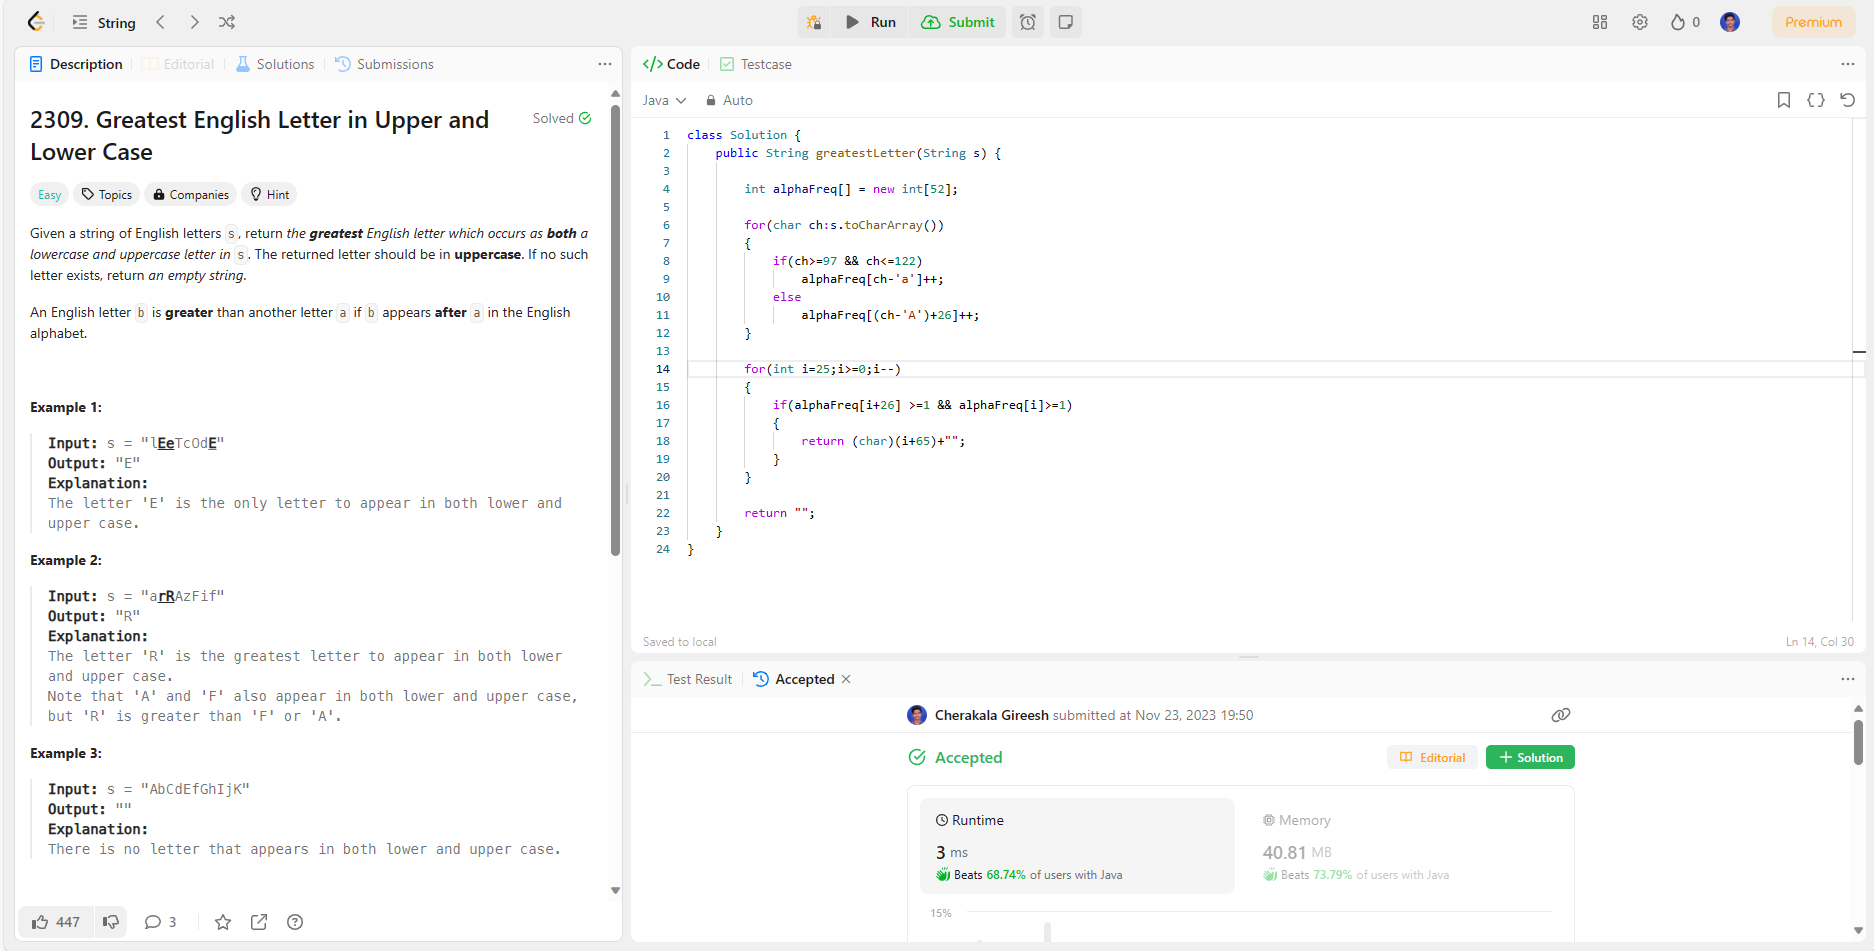 String
Run
Submit
0
Premium
Description
Editorial
Solutions
Submissions
2309. Greatest English Letter in Upper and
Lower Case
Solved
Easy
Topics
Companies
Hint
Given a string of English letters s, return the greatest English letter which occurs as both a
lowercase and uppercase letter in s. The returned letter should be in uppercase. If no such
letter exists, return an empty string.
An English letter b is greater than another letter a if b appears after a in the English
alphabet.
Example 1:
Input: s = "lEeTcOdE"
Output: "E"
Explanation:
The letter 'E' is the only letter to appear in both lower and
upper case.
Example 2:
Input: s = "arRAzFif"
Output: "R"
Explanation:
The letter 'R' is the greatest letter to appear in both lower
and upper case.
Note that 'A' and 'F' also appear in both lower and upper case,
but 'R' is greater than 'F' or 'A'.
Example 3:
Input: s = "AbCdEfGhIjK"
Output: ""
Explanation:
There is no letter that appears in both lower and upper case.
447
3
Code
Testcase
Java
Auto
1 class Solution {
2 public String greatestLetter(String s) {
3
4 int alphaFreq[] = new int[52];
5
6 for(char ch:s.toCharArray())
7 {
8 if(ch>=97 && ch<=122)
9 alphaFreq[ch-'a']++;
10 else
11 alphaFreq[(ch-'A')+26]++;
12 }
13
14 for(int i=25;i>=0;i--)
15 {
16 if(alphaFreq[i+26] >=1 && alphaFreq[i]>=1)
17 {
18 return (char)(i+65)+"";
19 }
20 }
21
22 return "";
23 }
24 }
Saved to local
Ln 14, Col 30
Test Result
Accepted
Cherakala Gireesh submitted at Nov 23, 2023 19:50
Accepted
Editorial
Solution
Runtime
3 ms
Beats 68.74% of users with Java
Memory
40.81 MB
Beats 73.79% of users with Java
15%